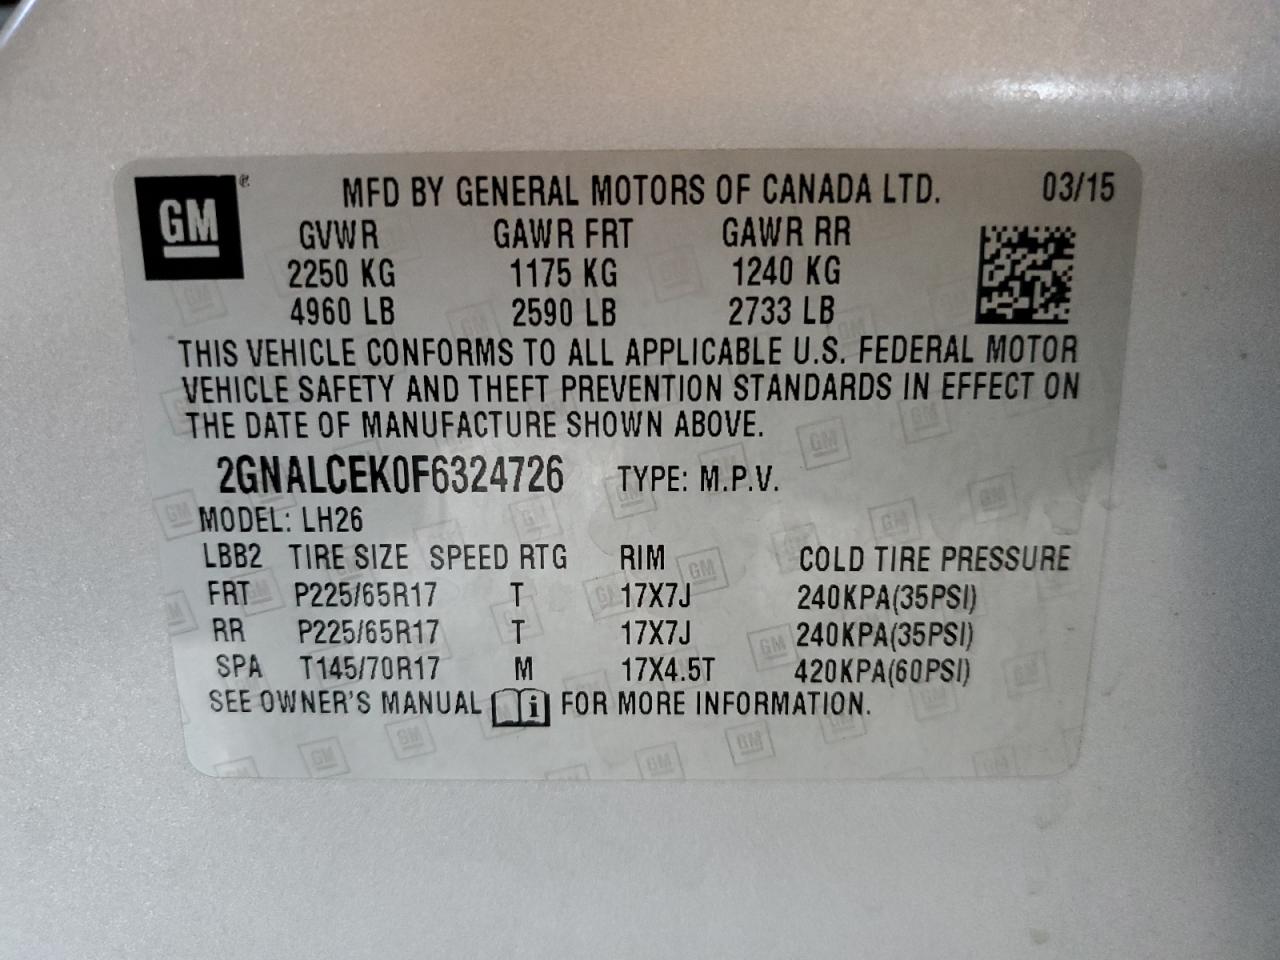 GM® MFD BY GENERAL MOTORS OF CANADA LTD. 03/15
GVWR GAWR FRT GAWR RR
2250 KG 1175 KG 1240 KG
4960 LB 2590 LB 2733 LB
THIS VEHICLE CONFORMS TO ALL APPLICABLE U.S. FEDERAL MOTOR
VEHICLE SAFETY AND THEFT PREVENTION STANDARDS IN EFFECT ON
THE DATE OF MANUFACTURE SHOWN ABOVE.
2GNALCEK0F6324726 TYPE: M.P.V.
MODEL: LH26
LBB2 TIRE SIZE SPEED RTG RIM COLD TIRE PRESSURE
FRT P225/65R17 T 17X7J 240KPA(35PSI)
RR P225/65R17 T 17X7J 240KPA(35PSI)
SPA T145/70R17 M 17X4.5T 420KPA(60PSI)
SEE OWNER'S MANUAL i FOR MORE INFORMATION.